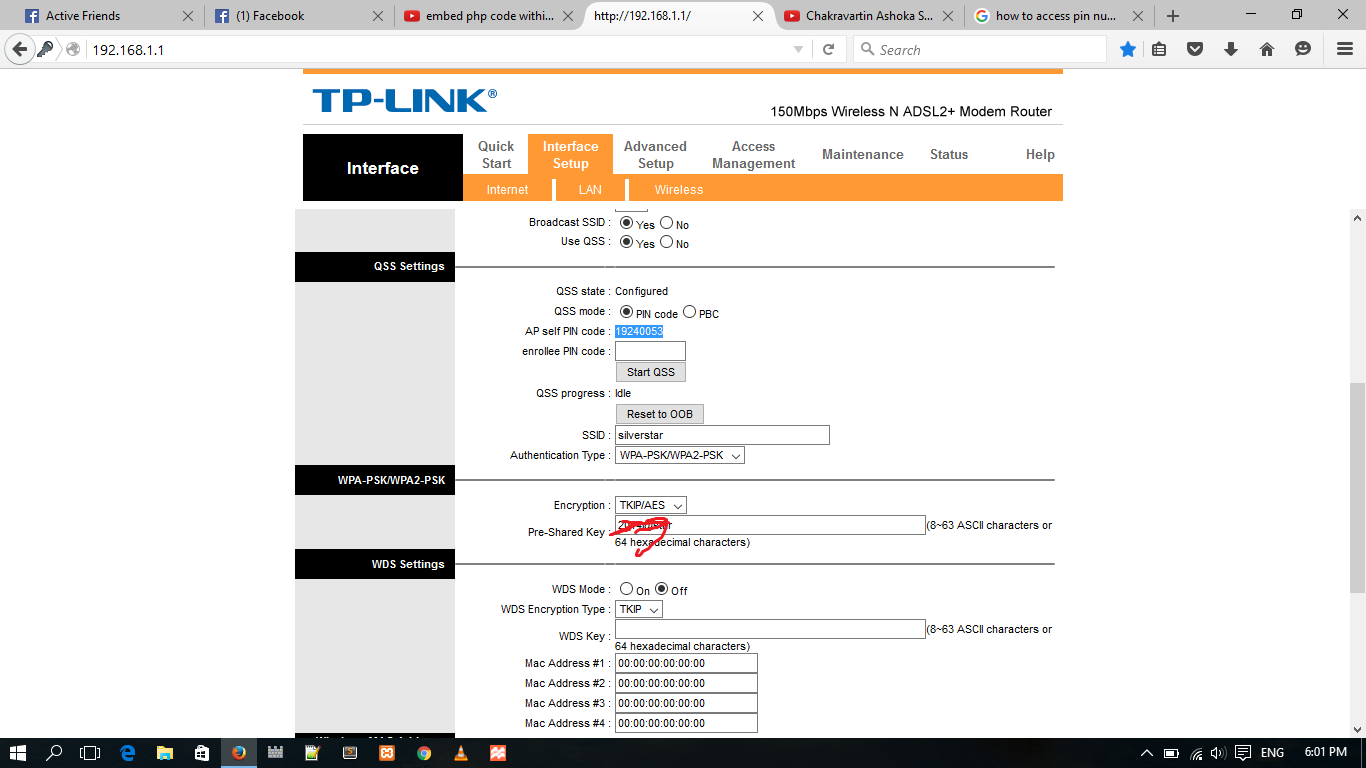 Active Friends
(1) Facebook
embed php code withi...
http://192.168.1.1/
Chakravartin Ashoka S...
how to access pin nu...
192.168.1.1
Search
TP-LINK®
150Mbps Wireless N ADSL2+ Modem Router
Interface
Quick Start
Interface Setup
Advanced Setup
Access Management
Maintenance
Status
Help
Internet
LAN
Wireless
Broadcast SSID : Yes No
Use QSS : Yes No
QSS Settings
QSS state : Configured
QSS mode : PIN code PBC
AP self PIN code : 19240053
enrollee PIN code :
Start QSS
QSS progress : Idle
Reset to OOB
SSID : silverstar
Authentication Type : WPA-PSK/WPA2-PSK
WPA-PSK/WPA2-PSK
Encryption : TKIP/AES
Pre-Shared Key : (8~63 ASCII characters or
64 hexadecimal characters)
WDS Settings
WDS Mode : On Off
WDS Encryption Type : TKIP
WDS Key : (8~63 ASCII characters or
64 hexadecimal characters)
Mac Address #1 : 00:00:00:00:00:00
Mac Address #2 : 00:00:00:00:00:00
Mac Address #3 : 00:00:00:00:00:00
Mac Address #4 : 00:00:00:00:00:00
ENG
6:01 PM